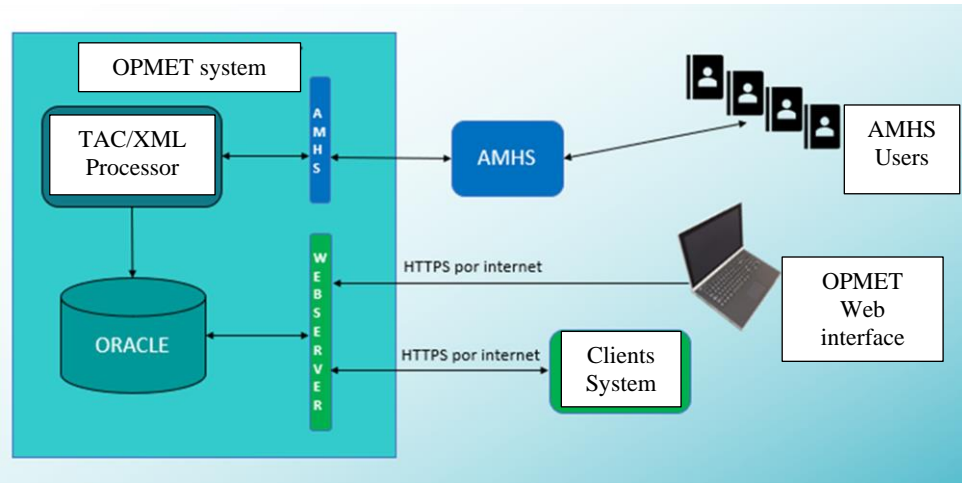 OPMET system
TAC/XML
Processor
AMHS
AMHS
AMHS
Users
HTTPS por internet
WEBSERVER
OPMET
Web
interface
ORACLE
HTTPS por internet
Clients
System